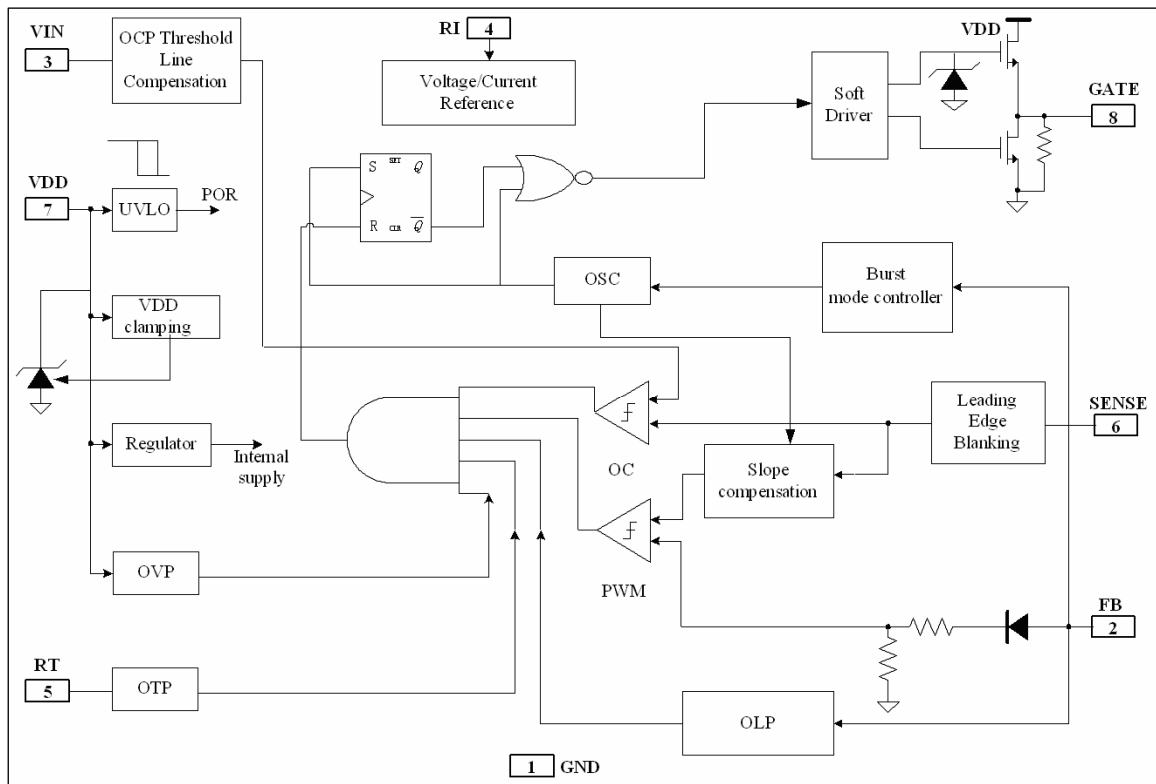 VIN
3
OCP Threshold
Line
Compensation
RI
4
Voltage/Current
Reference
VDD
Soft
Driver
GATE
8
S SET Q
R CLR Q̅
VDD
7
UVLO
POR
OSC
Burst
mode controller
VDD
clamping
Leading
Edge
Blanking
SENSE
6
Regulator
Internal
supply
OC
Slope
compensation
OVP
PWM
FB
2
RT
5
OTP
OLP
1
GND